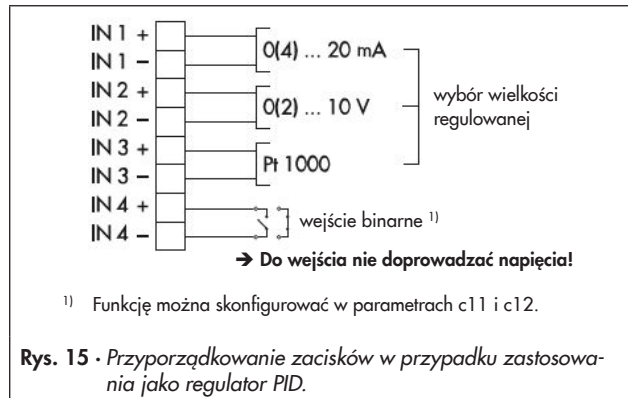 IN 1 +
IN 1 –
0(4) ... 20 mA
IN 2 +
IN 2 –
0(2) ... 10 V
wybór wielkości
regulowanej
IN 3 +
IN 3 –
Pt 1000
IN 4 +
IN 4 –
wejście binarne 1)
➔ Do wejścia nie doprowadzać napięcia!
1) Funkcję można skonfigurować w parametrach c11 i c12.
Rys. 15 · Przyporządkowanie zacisków w przypadku zastosowa-
nia jako regulator PID.